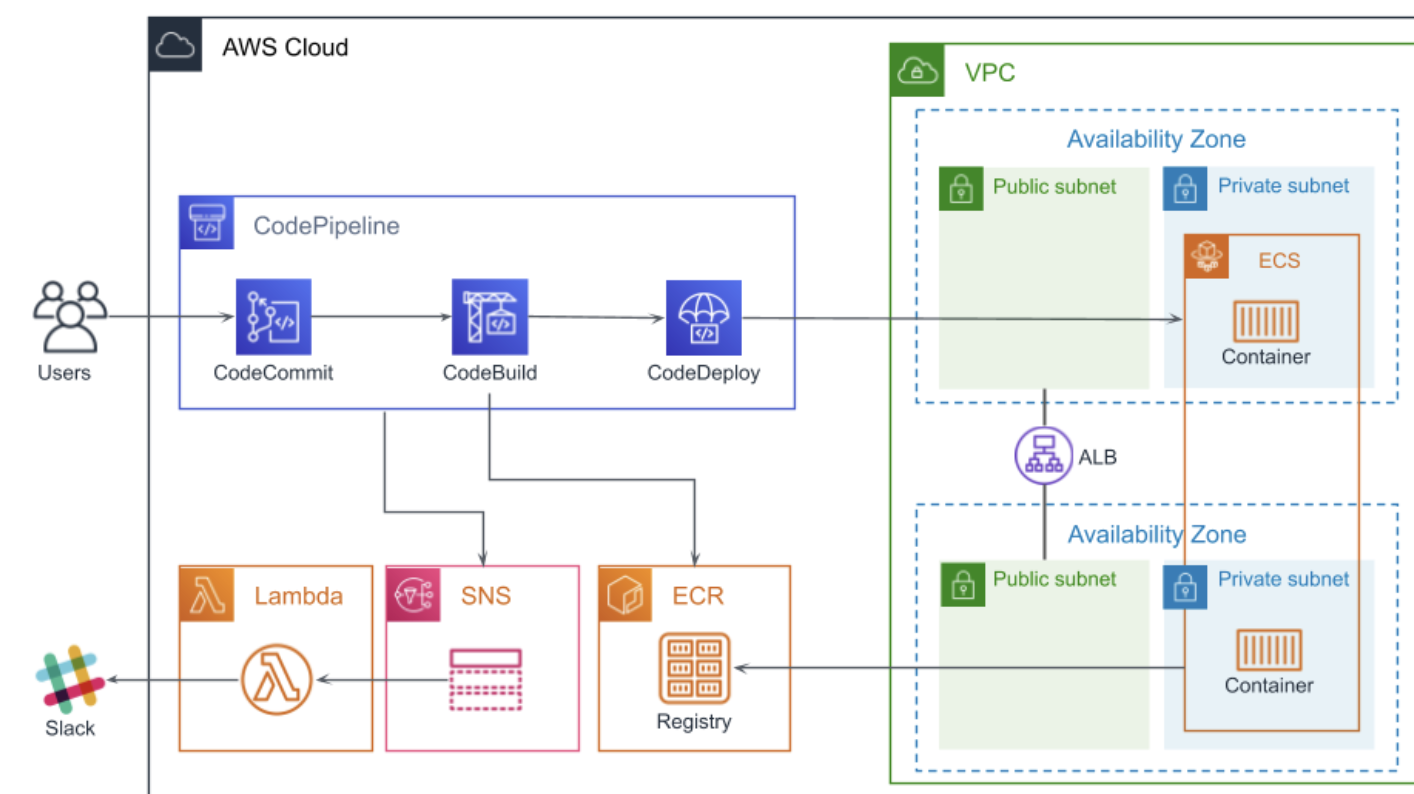 AWS Cloud
VPC
Availability Zone
Public subnet
Private subnet
CodePipeline
ECS
Container
Users
CodeCommit
CodeBuild
CodeDeploy
ALB
Availability Zone
Public subnet
Private subnet
Lambda
SNS
ECR
Container
Slack
Registry